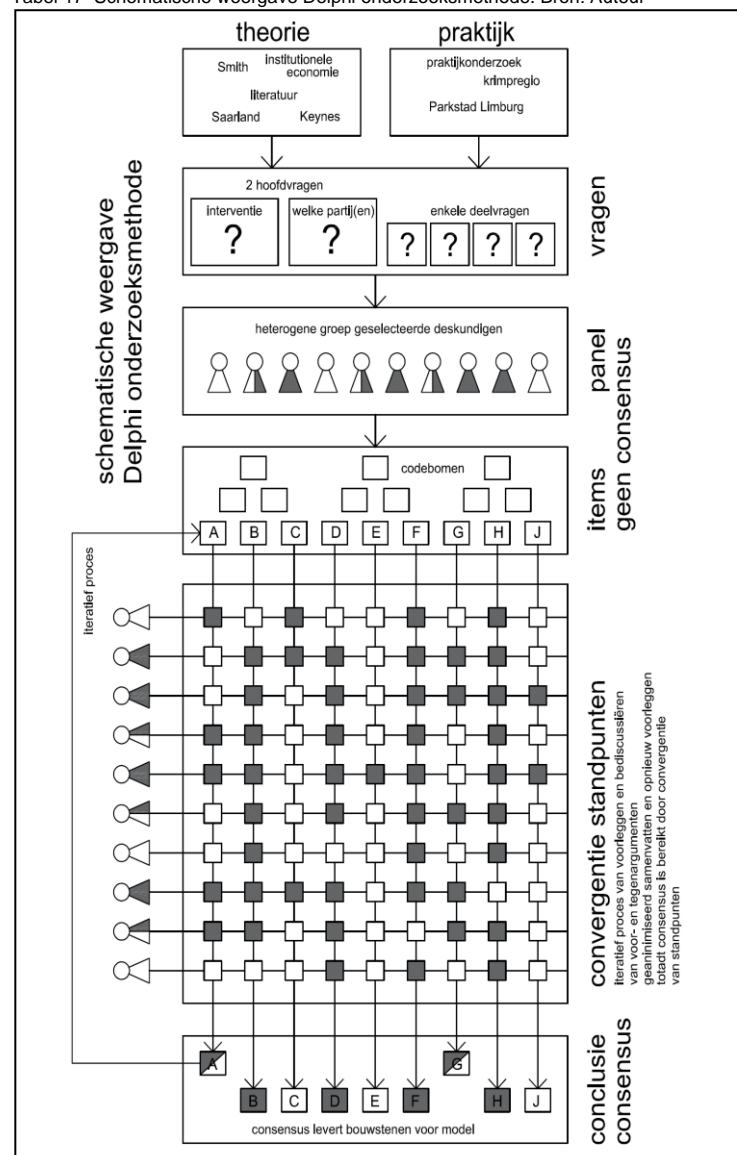 Tabel 17 Schematische weergave Delphi onderzoeksmethode. Bron: Auteur
theorie
praktijk
Smith
institutionele
economie
literatuur
Saarland
Keynes
praktijkonderzoek
krimpregio
Parkstad Limburg
schematische weergave
Delphi onderzoeksmethode
2 hoofdvragen
interventie
?
welke partij(en)
?
enkele deelvragen
? ? ? ?
vragen
heterogene groep geselecteerde deskundigen
panel
geen consensus
codebomen
A B C D E F G H J
items
iteratief proces
convergentie standpunten
iteratief proces van voorleggen en bediscussiëren
van voor- en tegenargumenten
geanimiseerd samenvatten en opnieuw voorleggen
totadt consensus is bereikt door convergentie
van standpunten
A G
B C D E F H J
consensus levert bouwstenen voor model
conclusie
consensus